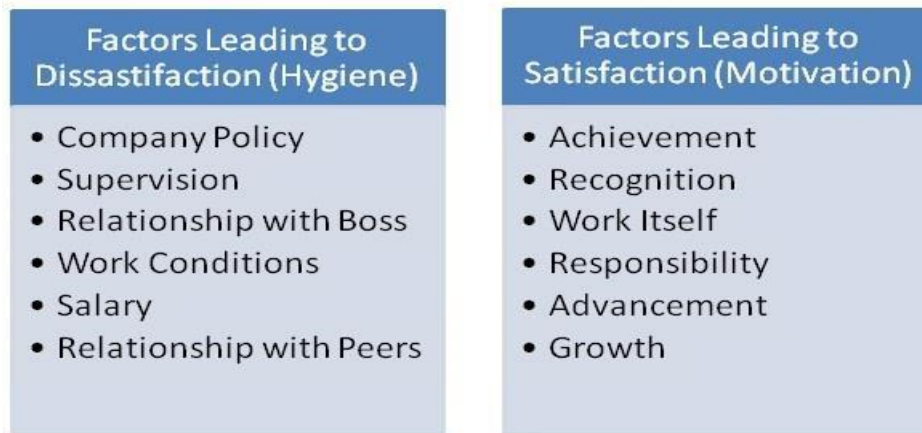 Factors Leading to
Dissastifaction (Hygiene)
• Company Policy
• Supervision
• Relationship with Boss
• Work Conditions
• Salary
• Relationship with Peers
Factors Leading to
Satisfaction (Motivation)
• Achievement
• Recognition
• Work Itself
• Responsibility
• Advancement
• Growth